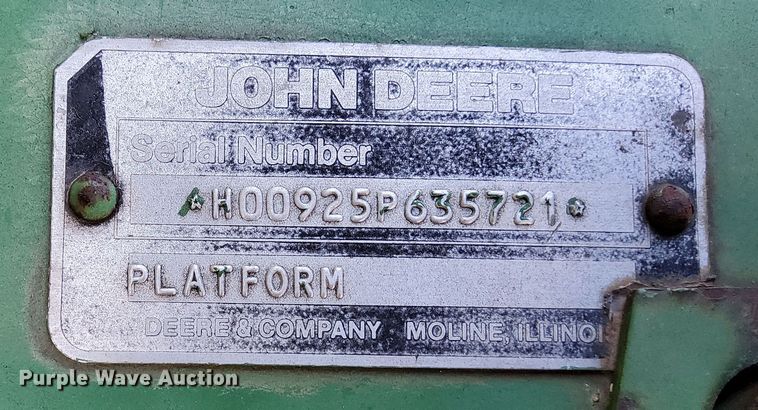 JOHN DEERE
Serial Number
*H00925P635721*
PLATFORM
DEERE & COMPANY MOLINE, ILLINOI
Purple Wave Auction